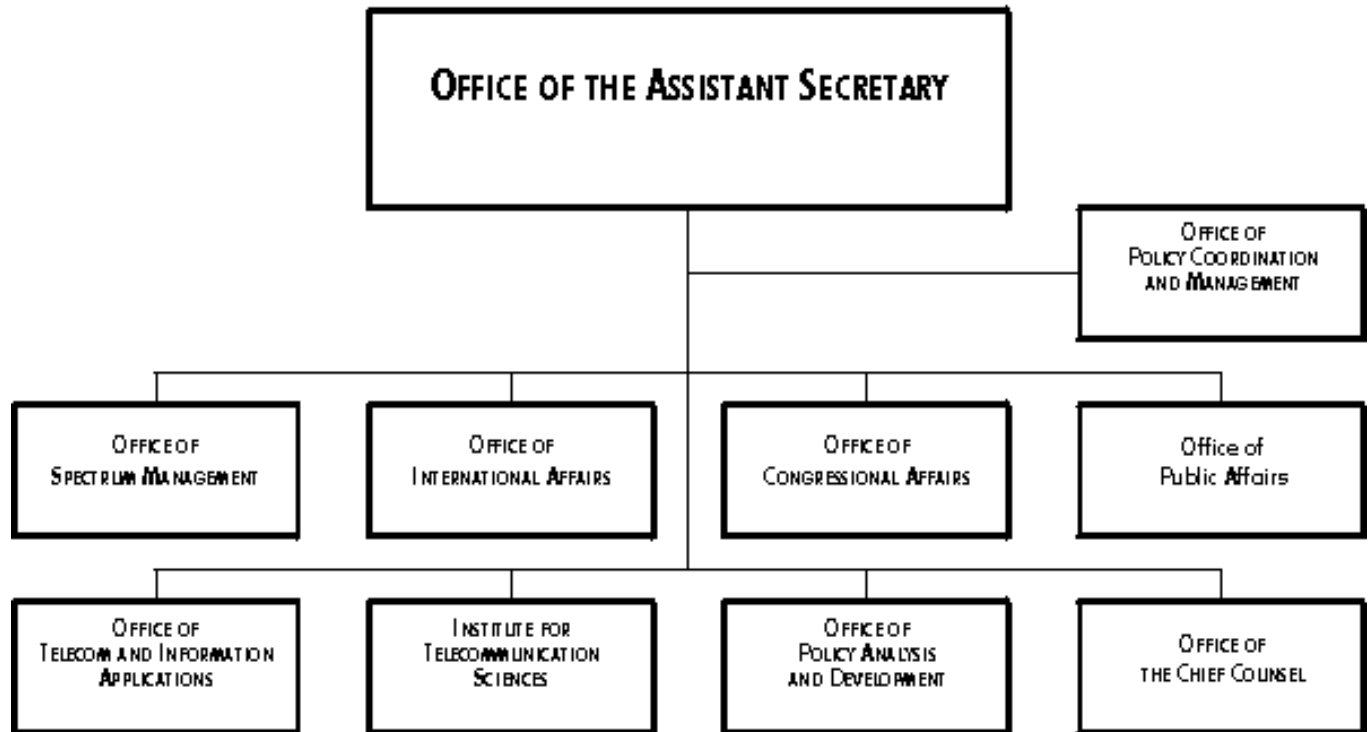 OFFICE OF THE ASSISTANT SECRETARY
OFFICE OF
POLICY COORDINATION
AND MANAGEMENT
OFFICE OF
SPECTRUM MANAGEMENT
OFFICE OF
INTERNATIONAL AFFAIRS
OFFICE OF
CONGRESSIONAL AFFAIRS
Office of
Public Affairs
OFFICE OF
TELECOM AND INFORMATION
APPLICATIONS
INSTITUTE FOR
TELECOMMUNICATION
SCIENCES
OFFICE OF
POLICY ANALYSIS
AND DEVELOPMENT
OFFICE OF
THE CHIEF COUNSEL